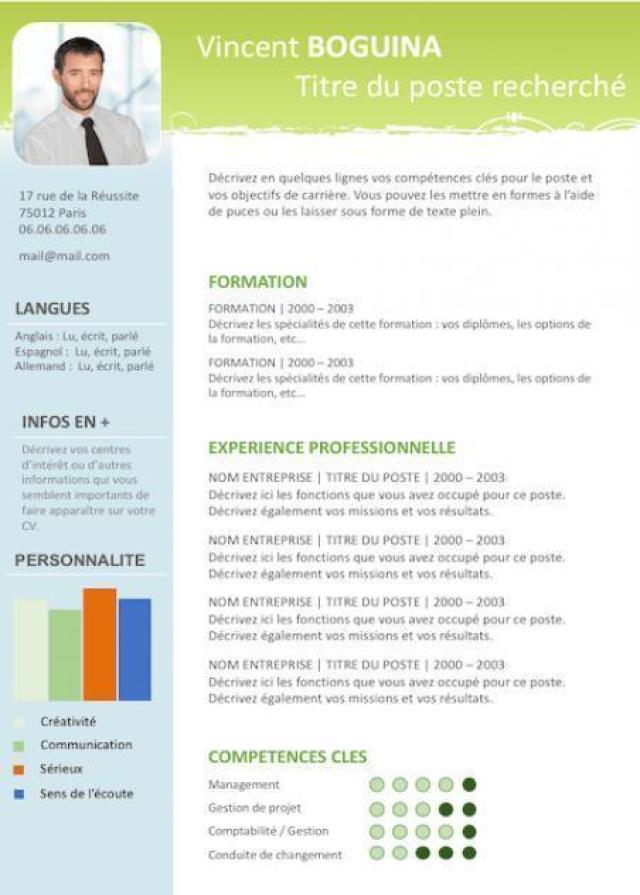 Vincent BOGUINA
Titre du poste recherché
17 rue de la Réussite
75012 Paris
06.06.06.06.06
mail@mail.com
LANGUES
Anglais : Lu, écrit, parlé
Espagnol : Lu, écrit, parlé
Allemand : Lu, écrit, parlé
INFOS EN +
Décrivez vos centres
d'intérêt ou d'autres
informations qui vous
semblent importants de
faire apparaître sur votre
CV.
PERSONNALITE
Créativité
Communication
Sérieux
Sens de l'écoute
Décrivez en quelques lignes vos compétences clés pour le poste et
vos objectifs de carrière. Vous pouvez les mettre en formes à l'aide
de puces ou les laisser sous forme de texte plein.
FORMATION
FORMATION | 2000 – 2003
Décrivez les spécialités de cette formation : vos diplômes, les options de
la formation, etc...
FORMATION | 2000 – 2003
Décrivez les spécialités de cette formation : vos diplômes, les options de
la formation, etc...
EXPERIENCE PROFESSIONNELLE
NOM ENTREPRISE | TITRE DU POSTE | 2000 – 2003
Décrivez ici les fonctions que vous avez occupé pour ce poste.
Décrivez également vos missions et vos résultats.
NOM ENTREPRISE | TITRE DU POSTE | 2000 – 2003
Décrivez ici les fonctions que vous avez occupé pour ce poste.
Décrivez également vos missions et vos résultats.
NOM ENTREPRISE | TITRE DU POSTE | 2000 – 2003
Décrivez ici les fonctions que vous avez occupé pour ce poste.
Décrivez également vos missions et vos résultats.
NOM ENTREPRISE | TITRE DU POSTE | 2000 – 2003
Décrivez ici les fonctions que vous avez occupé pour ce poste.
Décrivez également vos missions et vos résultats.
COMPETENCES CLES
Management
Gestion de projet
Comptabilité / Gestion
Conduite de changement